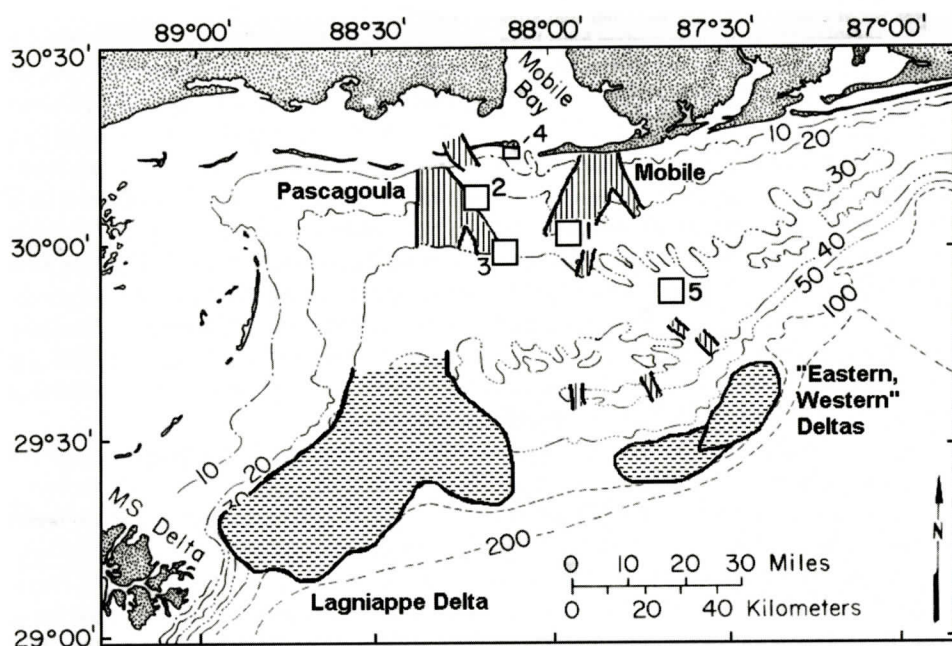 89°00' 88°30' 88°00' 87°30' 87°00'
30°30'
Mobile
Bay
4
10
20
Pascagoula
Mobile
30
2
1
30°00'
3
40
50
5
100
"Eastern,
Western"
Deltas
29°30'
10
20
30
MS Delta
200
N
0 10 20 30 Miles
0 20 40 Kilometers
Lagniappe Delta
29°00'